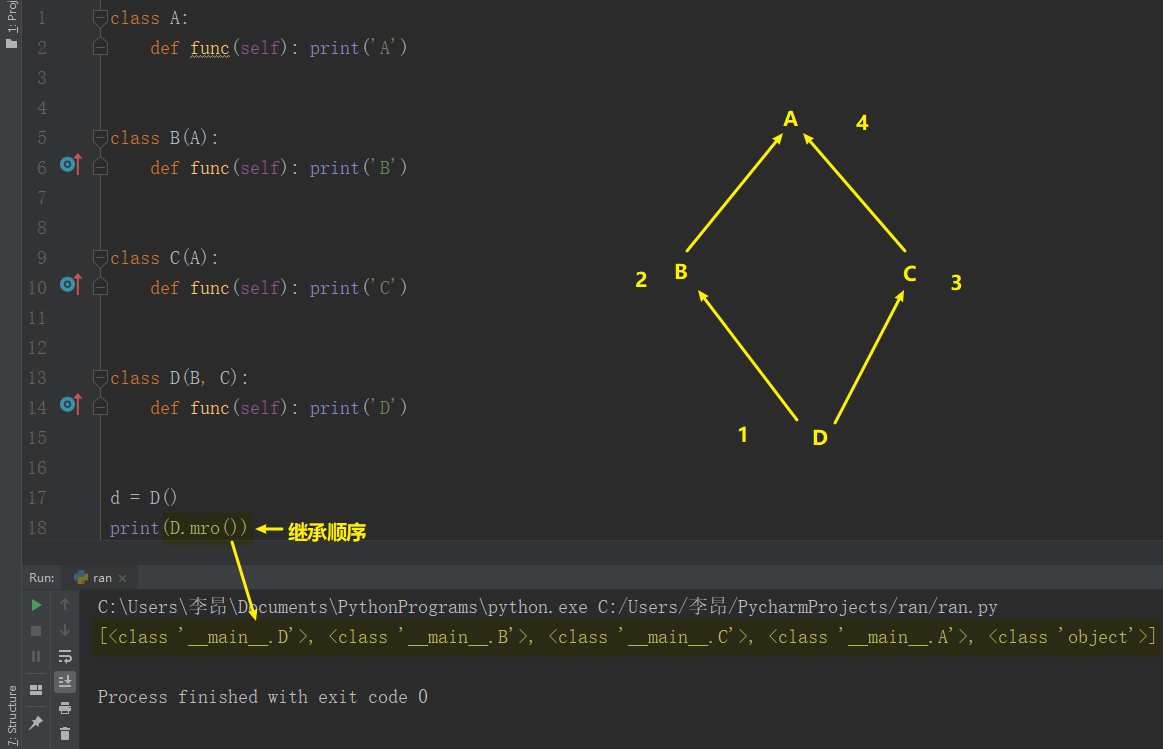 1: Proj
1 class A:
2 def func(self): print('A')
3
4
5 class B(A):
6 def func(self): print('B')
7
8
9 class C(A):
10 def func(self): print('C')
11
12
13 class D(B, C):
14 def func(self): print('D')
15
16
17 d = D()
18 print(D.mro())
继承顺序
A 4
2 B C 3
1 D
Run: ran ×
C:\Users\李昂\Documents\PythonPrograms\python.exe C:/Users/李昂/PycharmProjects/ran/ran.py
[<class '__main__.D'>, <class '__main__.B'>, <class '__main__.C'>, <class '__main__.A'>, <class 'object'>]
Process finished with exit code 0
7: Structure